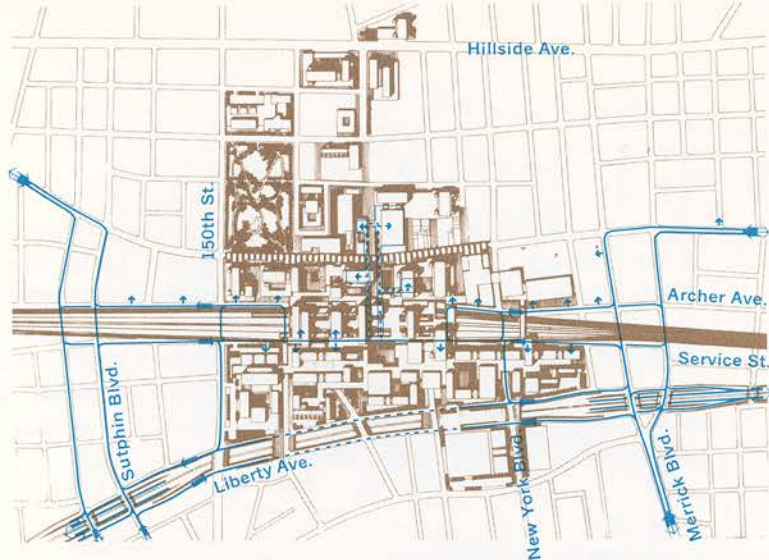 Hillside Ave.
150th St.
Archer Ave.
Service St.
Sutphin Blvd.
Liberty Ave.
New York Blvd.
Merrick Blvd.